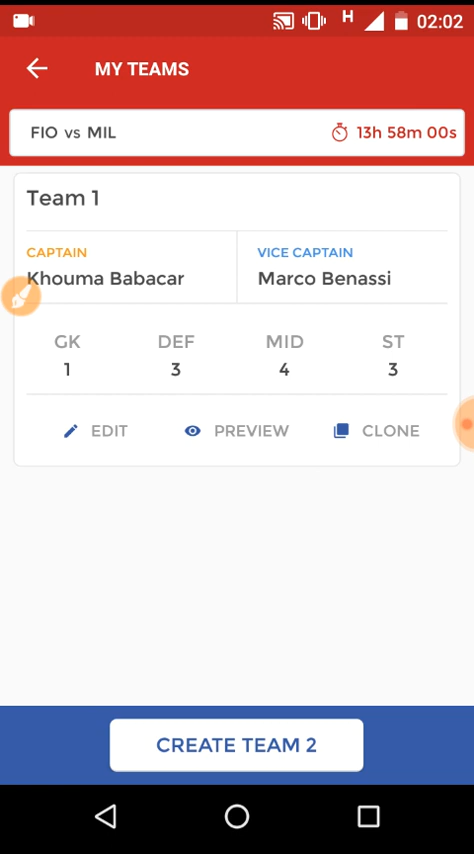 H 02:02
MY TEAMS
FIO vs MIL 13h 58m 00s
Team 1
CAPTAIN VICE CAPTAIN
Khouma Babacar Marco Benassi
GK DEF MID ST
1 3 4 3
EDIT PREVIEW CLONE
CREATE TEAM 2